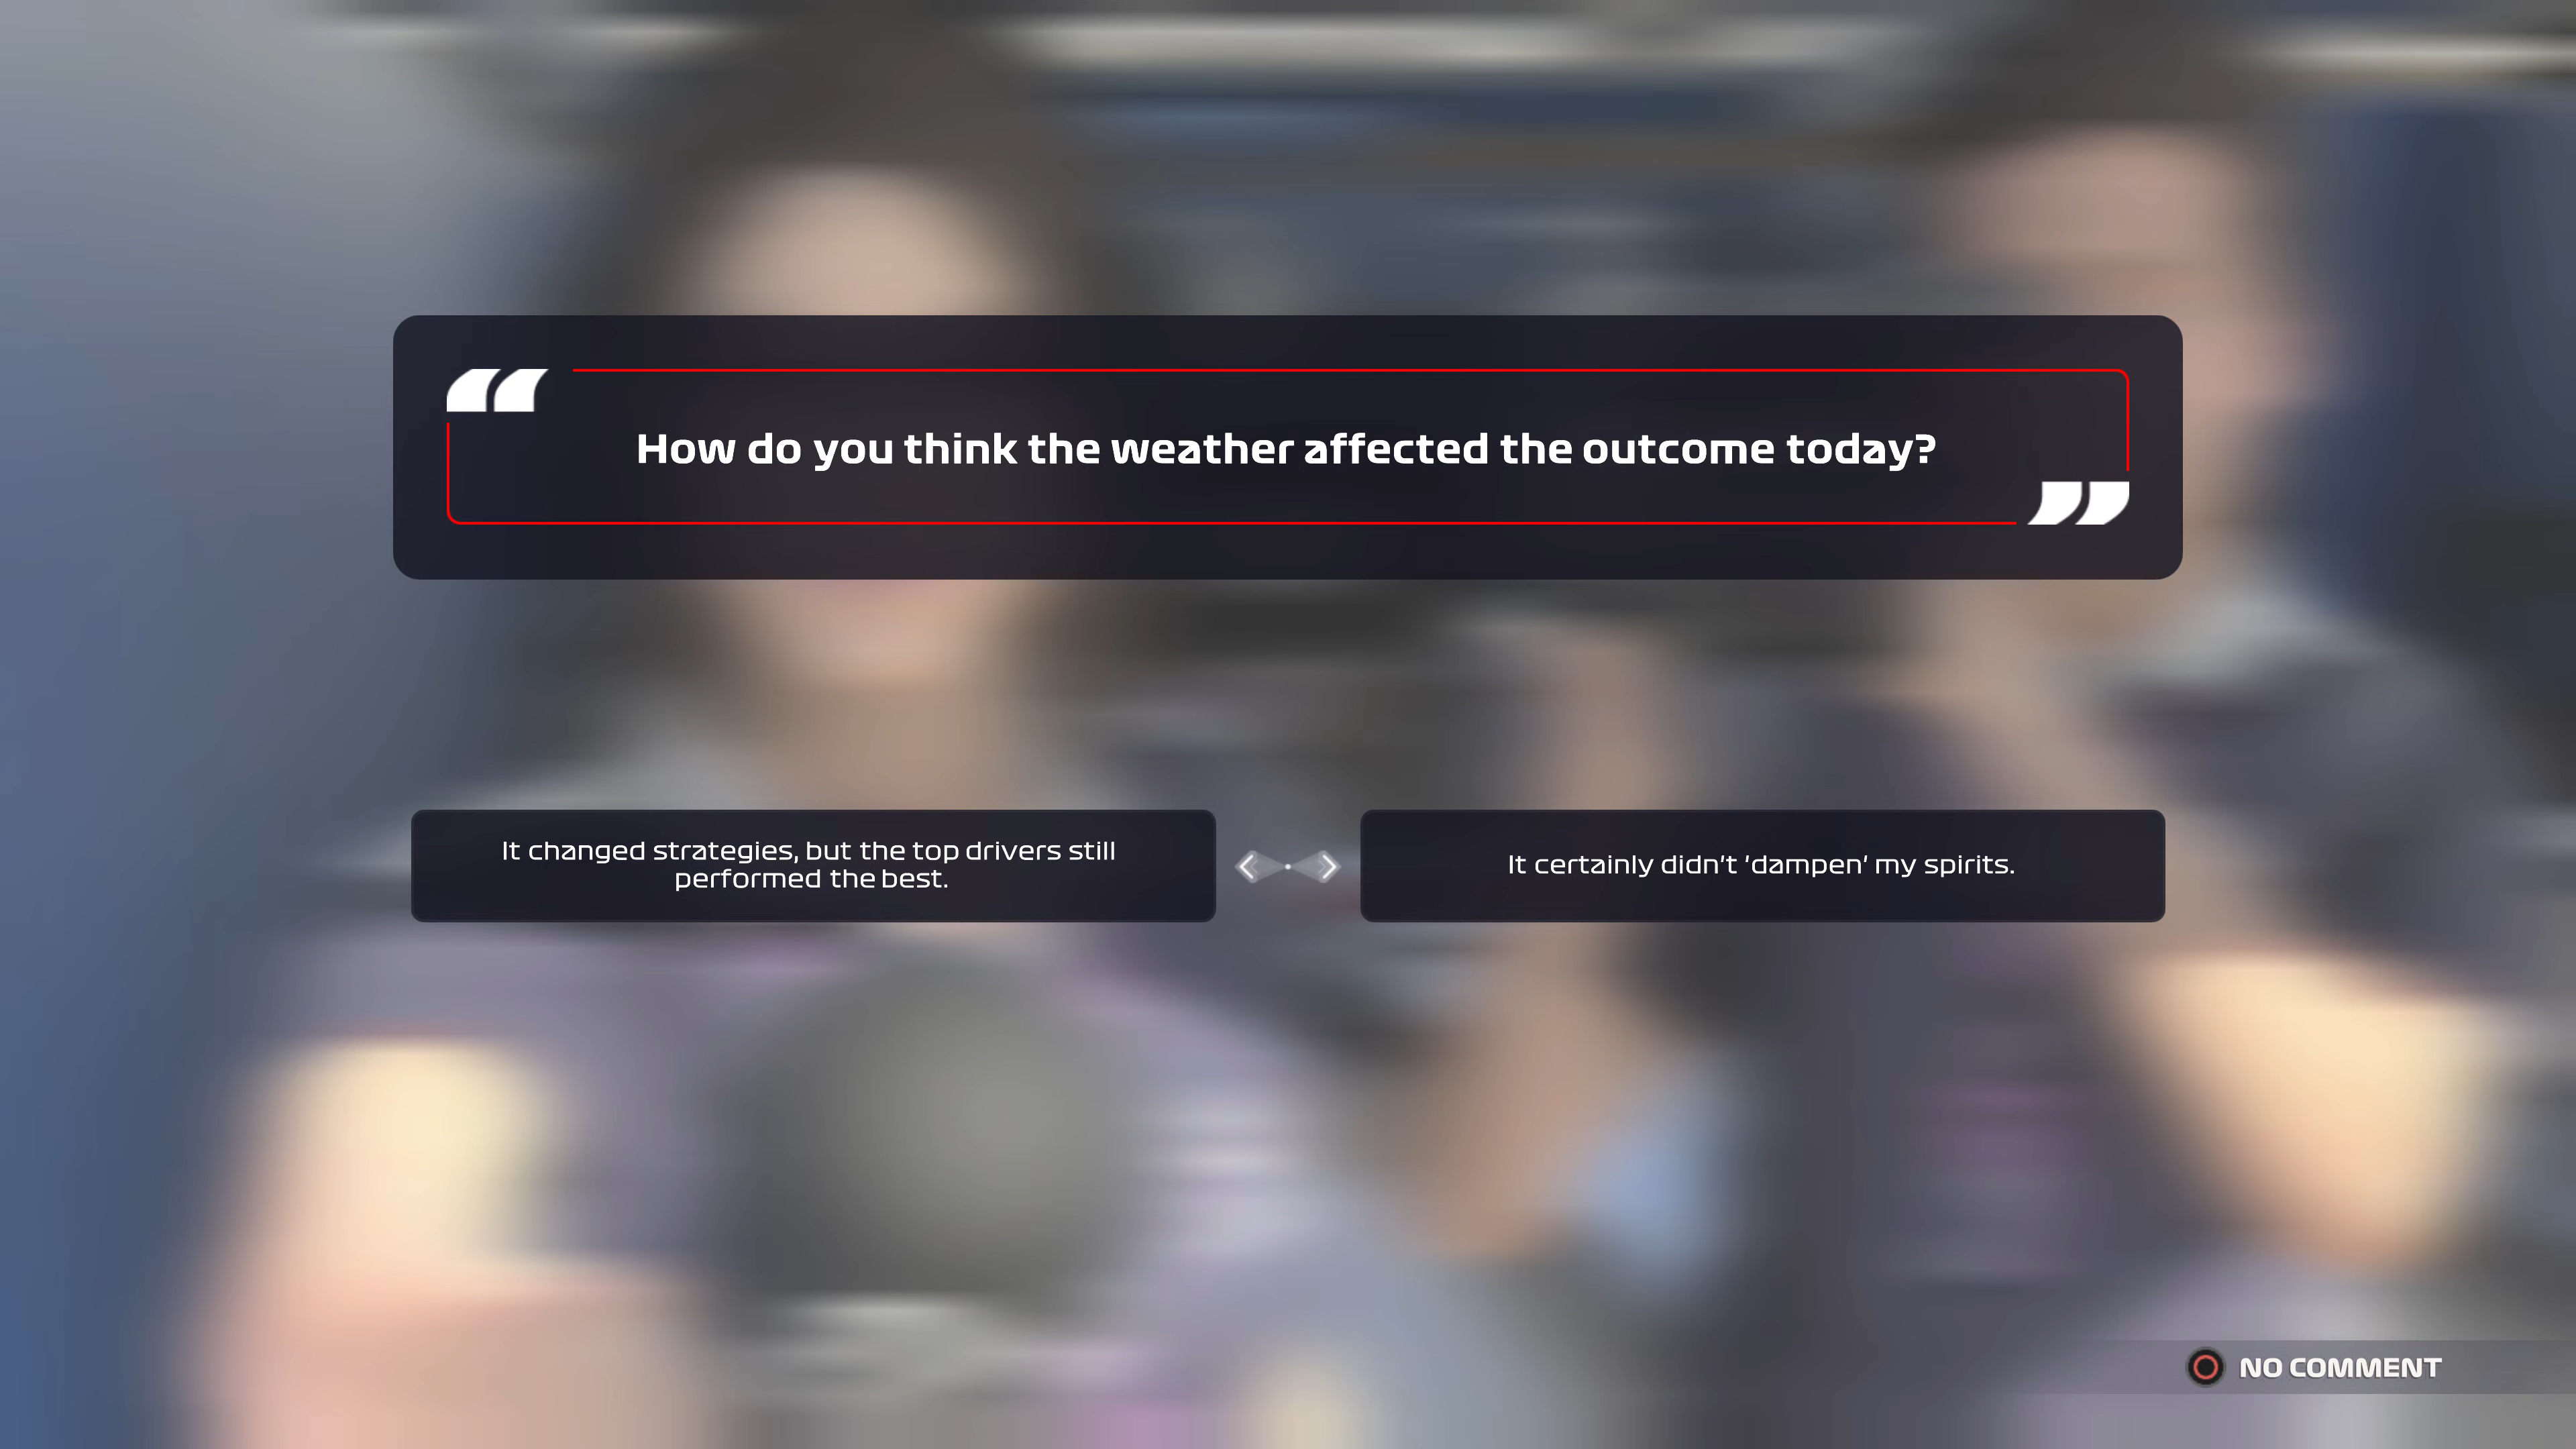 How do you think the weather affected the outcome today?
It changed strategies, but the top drivers still
performed the best.
It certainly didn't 'dampen' my spirits.
NO COMMENT